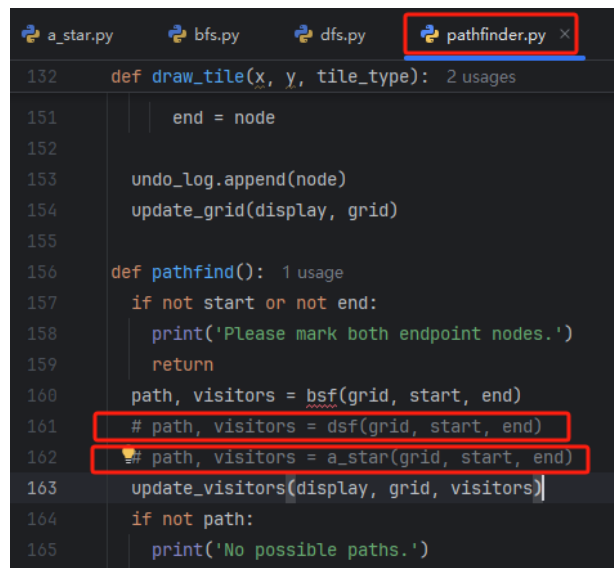 a_star.py bfs.py dfs.py pathfinder.py ×
132 def draw_tile(x, y, tile_type): 2 usages
151 end = node
152
153 undo_log.append(node)
154 update_grid(display, grid)
155
156 def pathfind(): 1 usage
157 if not start or not end:
158 print('Please mark both endpoint nodes.')
159 return
160 path, visitors = bsf(grid, start, end)
161 # path, visitors = dsf(grid, start, end)
162 # path, visitors = a_star(grid, start, end)
163 update_visitors(display, grid, visitors)
164 if not path:
165 print('No possible paths.')